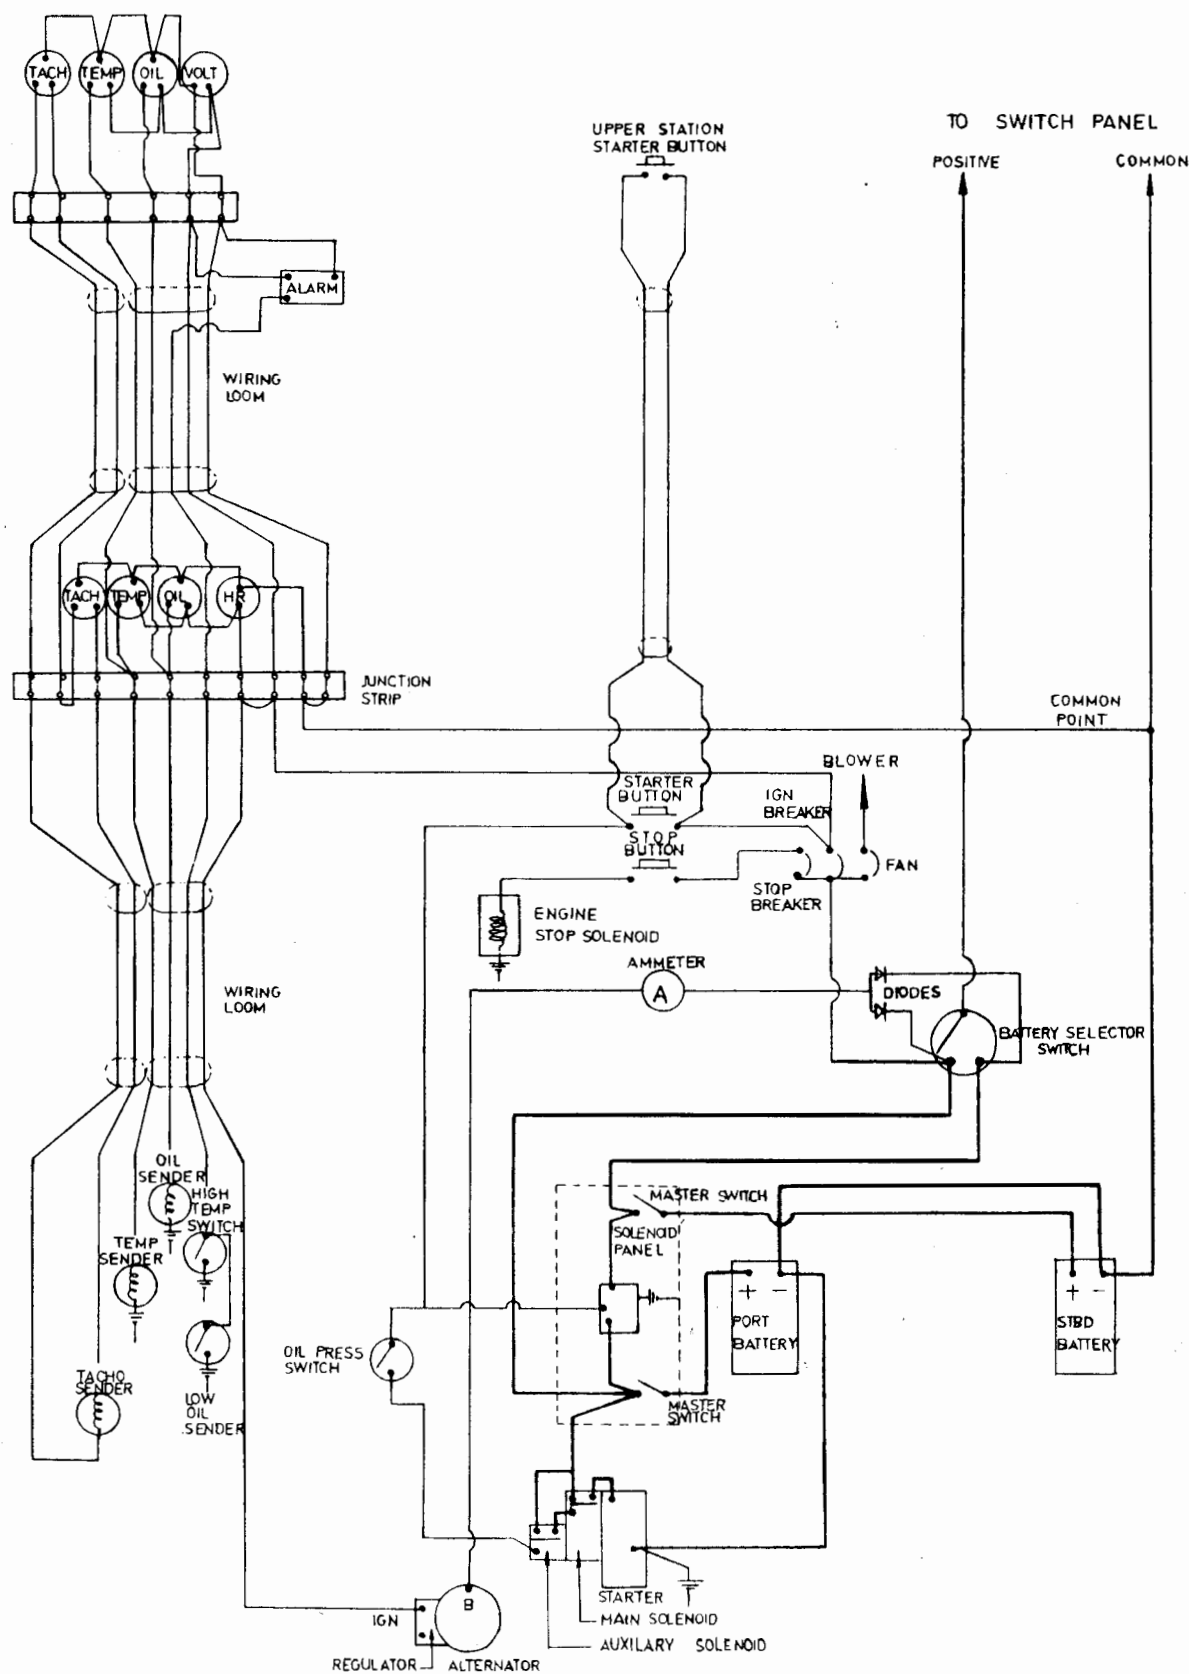 TACH
TEMP
OIL
VOLT
UPPER STATION
STARTER BUTTON
TO SWITCH PANEL
POSITIVE
COMMON
ALARM
WIRING
LOOM
TACH
TEMP
OIL
HR
JUNCTION
STRIP
COMMON
POINT
BLOWER
STARTER
BUTTON
IGN
BREAKER
STOP
BUTTON
FAN
STOP
BREAKER
ENGINE
STOP SOLENOID
AMMETER
A
DIODES
WIRING
LOOM
BATTERY SELECTOR
SWITCH
OIL
SENDER
HIGH
TEMP
SWITCH
MASTER SWITCH
SOLENOID
PANEL
TEMP
SENDER
+ -
PORT
BATTERY
+ -
STBD
BATTERY
OIL PRESS
SWITCH
TACHO
SENDER
LOW
OIL
SENDER
MASTER
SWITCH
B
STARTER
IGN
MAIN SOLENOID
AUXILARY SOLENOID
REGULATOR
ALTERNATOR